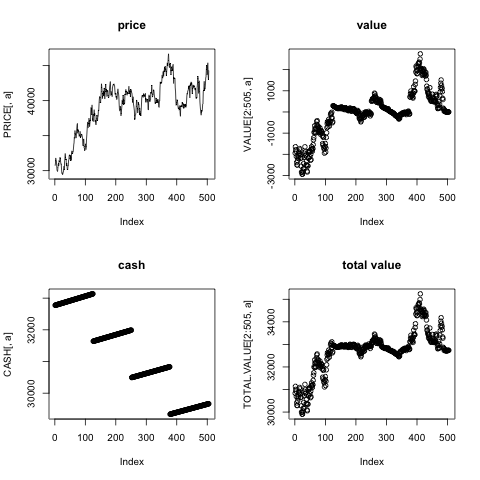 price
PRICE[, a]
30000 40000
0 100 200 300 400 500
Index
value
VALUE[2:505, a]
-3000 -1000 1000
0 100 200 300 400 500
Index
cash
CASH[, a]
30000 32000
0 100 200 300 400 500
Index
total value
TOTAL.VALUE[2:505, a]
30000 31000 32000 33000 34000
0 100 200 300 400 500
Index